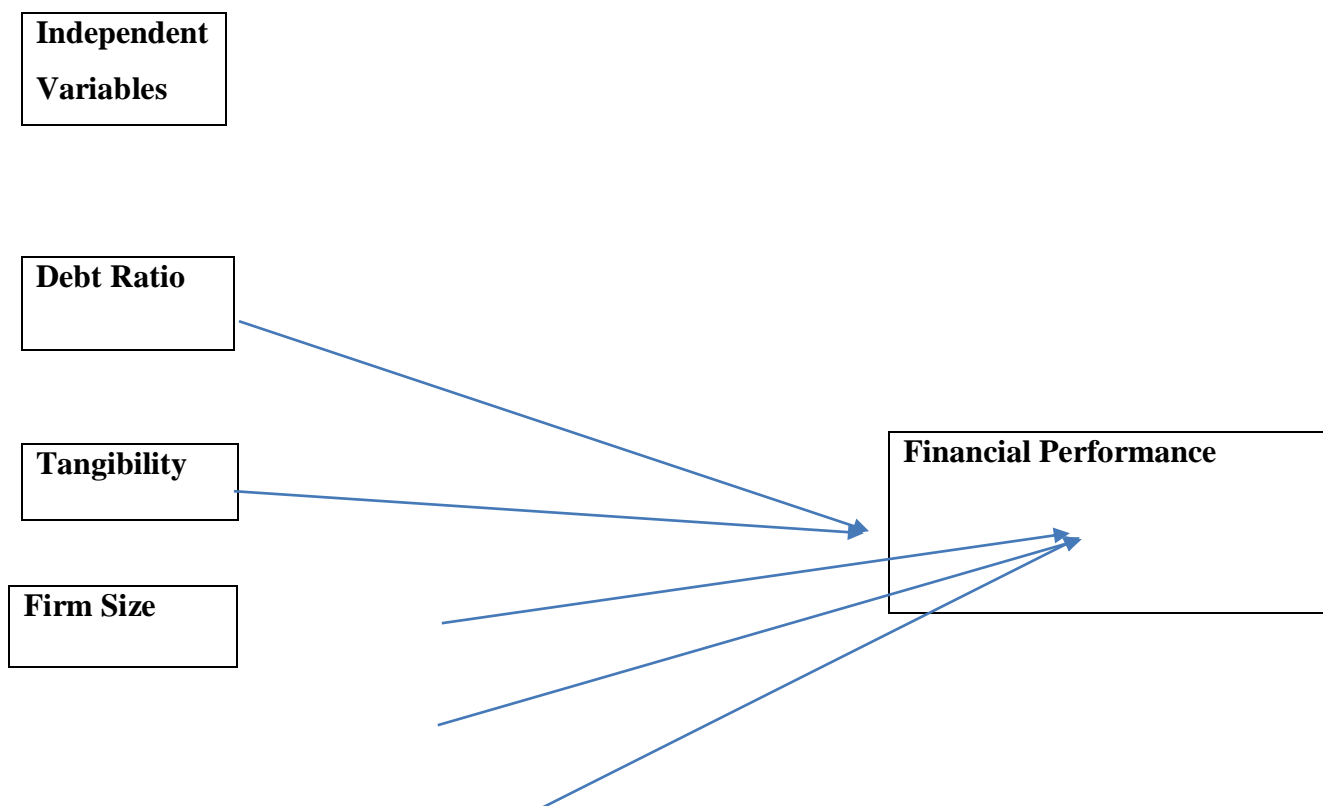 Independent
Variables
Debt Ratio
Tangibility
Financial Performance
Firm Size